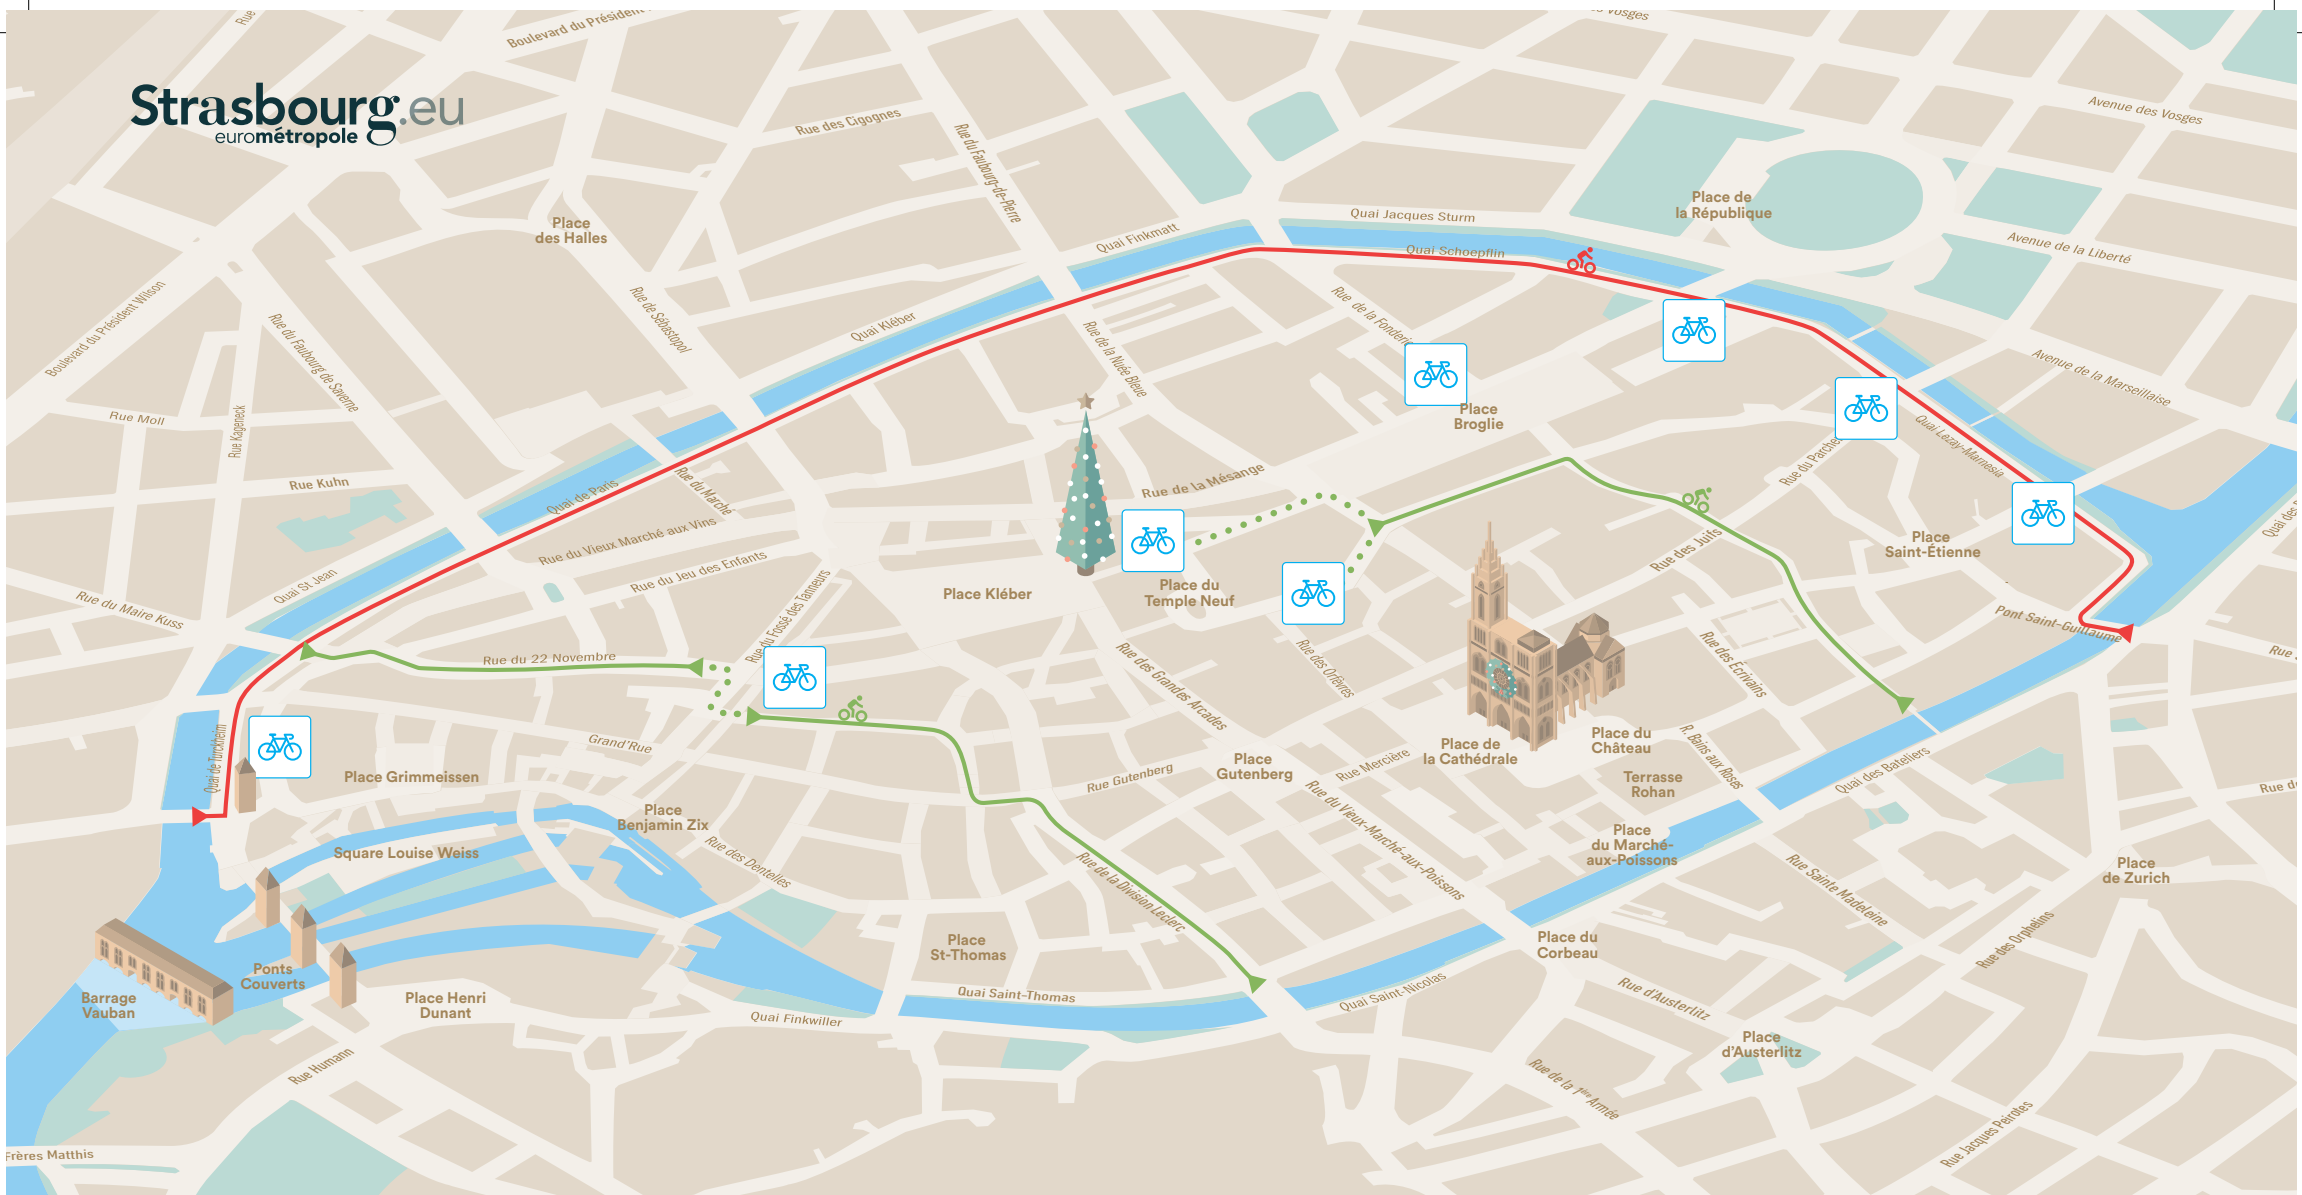 Rue
Boulevard du Président
Vosges
Strasbourg.eu
eurométropole
Avenue des Vosges
Rue des Cigognes
Rue du Faubourg-de-Pierre
Place de
la République
Place
des Halles
Quai Jacques Sturm
Quai Finkmatt
Quai Schoepflin
Avenue de la Liberté
Boulevard du Président Wilson
Rue de Sébastopol
Quai Kléber
Rue de la Fonderie
Rue du Faubourg de Saverne
Rue de la Nuée Bleue
Avenue de la Marseillaise
Rue Moll
Rue Kageneck
Place
Broglie
Quai Lezay-Marnesia
Rue du Parchemin
Rue Kuhn
Quai de Paris
Rue du Marché
Rue de la Mésange
Quai des
Rue du Vieux Marché aux Vins
Rue des Juifs
Place
Saint-Étienne
Quai St Jean
Rue du Jeu des Enfants
Rue du Maire Kuss
Rue du Fossé des Tanneurs
Place Kléber
Place du
Temple Neuf
Pont Saint-Guillaume
Rue du 22 Novembre
Rue des Grandes Arcades
Rue des Orfèvres
Rue des Ecrivains
Rue
Quai de Turckheim
Grand'Rue
Place Grimmeissen
Rue Gutenberg
Place
Gutenberg
Rue Mercière
Place de
la Cathédrale
Place du
Château
R. Bains aux Roses
Terrasse
Rohan
Quai des Bateliers
Rue de
Place
Benjamin Zix
Square Louise Weiss
Rue des Dentelles
Rue de la Division Leclerc
Rue du Vieux-Marché-aux-Poissons
Place
du Marché-
aux-Poissons
Rue Sainte Madeleine
Place
de Zurich
Place
St-Thomas
Place du
Corbeau
Rue des Orphelins
Ponts
Couverts
Barrage
Vauban
Place Henri
Dunant
Quai Saint-Thomas
Quai Finkwiller
Quai Saint-Nicolas
Rue d'Austerlitz
Place
d'Austerlitz
Rue Humann
Rue de la 1ère Armée
Rue Jacques Peirotes
Frères Matthis